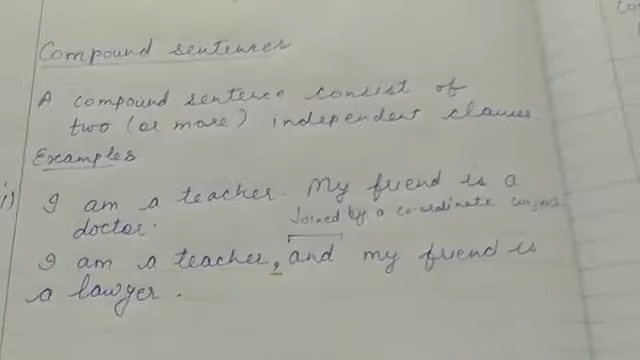 Compound sentences
A compound sentence consist of
two (or more) independent clauses
Examples
i) I am a teacher. My friend is a
doctor.
Joined by a co-ordinate
I am a teacher, and my friend is
a lawyer.